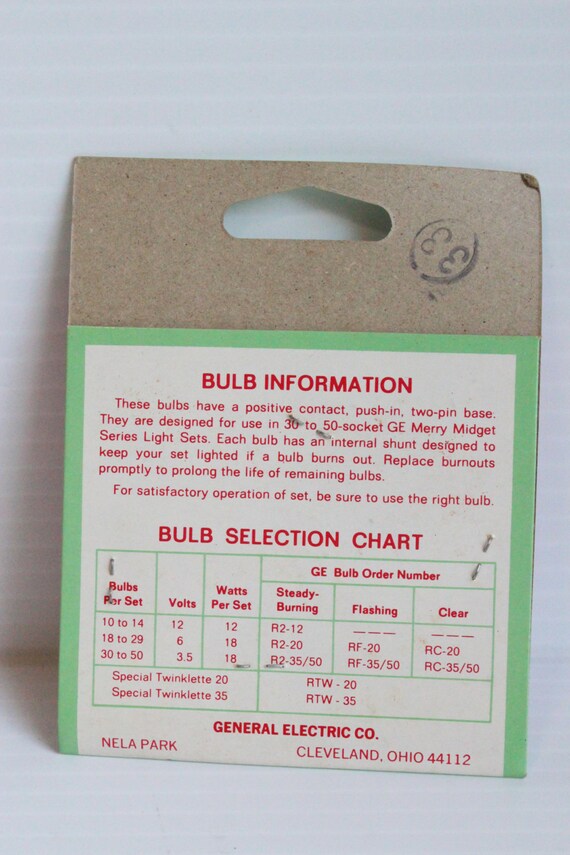 33
BULB INFORMATION
These bulbs have a positive contact, push-in, two-pin base.
They are designed for use in 30 to 50-socket GE Merry Midget
Series Light Sets. Each bulb has an internal shunt designed to
keep your set lighted if a bulb burns out. Replace burnouts
promptly to prolong the life of remaining bulbs.
For satisfactory operation of set, be sure to use the right bulb.
BULB SELECTION CHART
GE Bulb Order Number
Bulbs Per Set Volts Watts Per Set Steady-Burning Flashing Clear
10 to 14 12 12 R2-12 — — — — — —
18 to 29 6 18 R2-20 RF-20 RC-20
30 to 50 3.5 18 R2-35/50 RF-35/50 RC-35/50
Special Twinklette 20 RTW - 20
Special Twinklette 35 RTW - 35
GENERAL ELECTRIC CO.
NELA PARK CLEVELAND, OHIO 44112